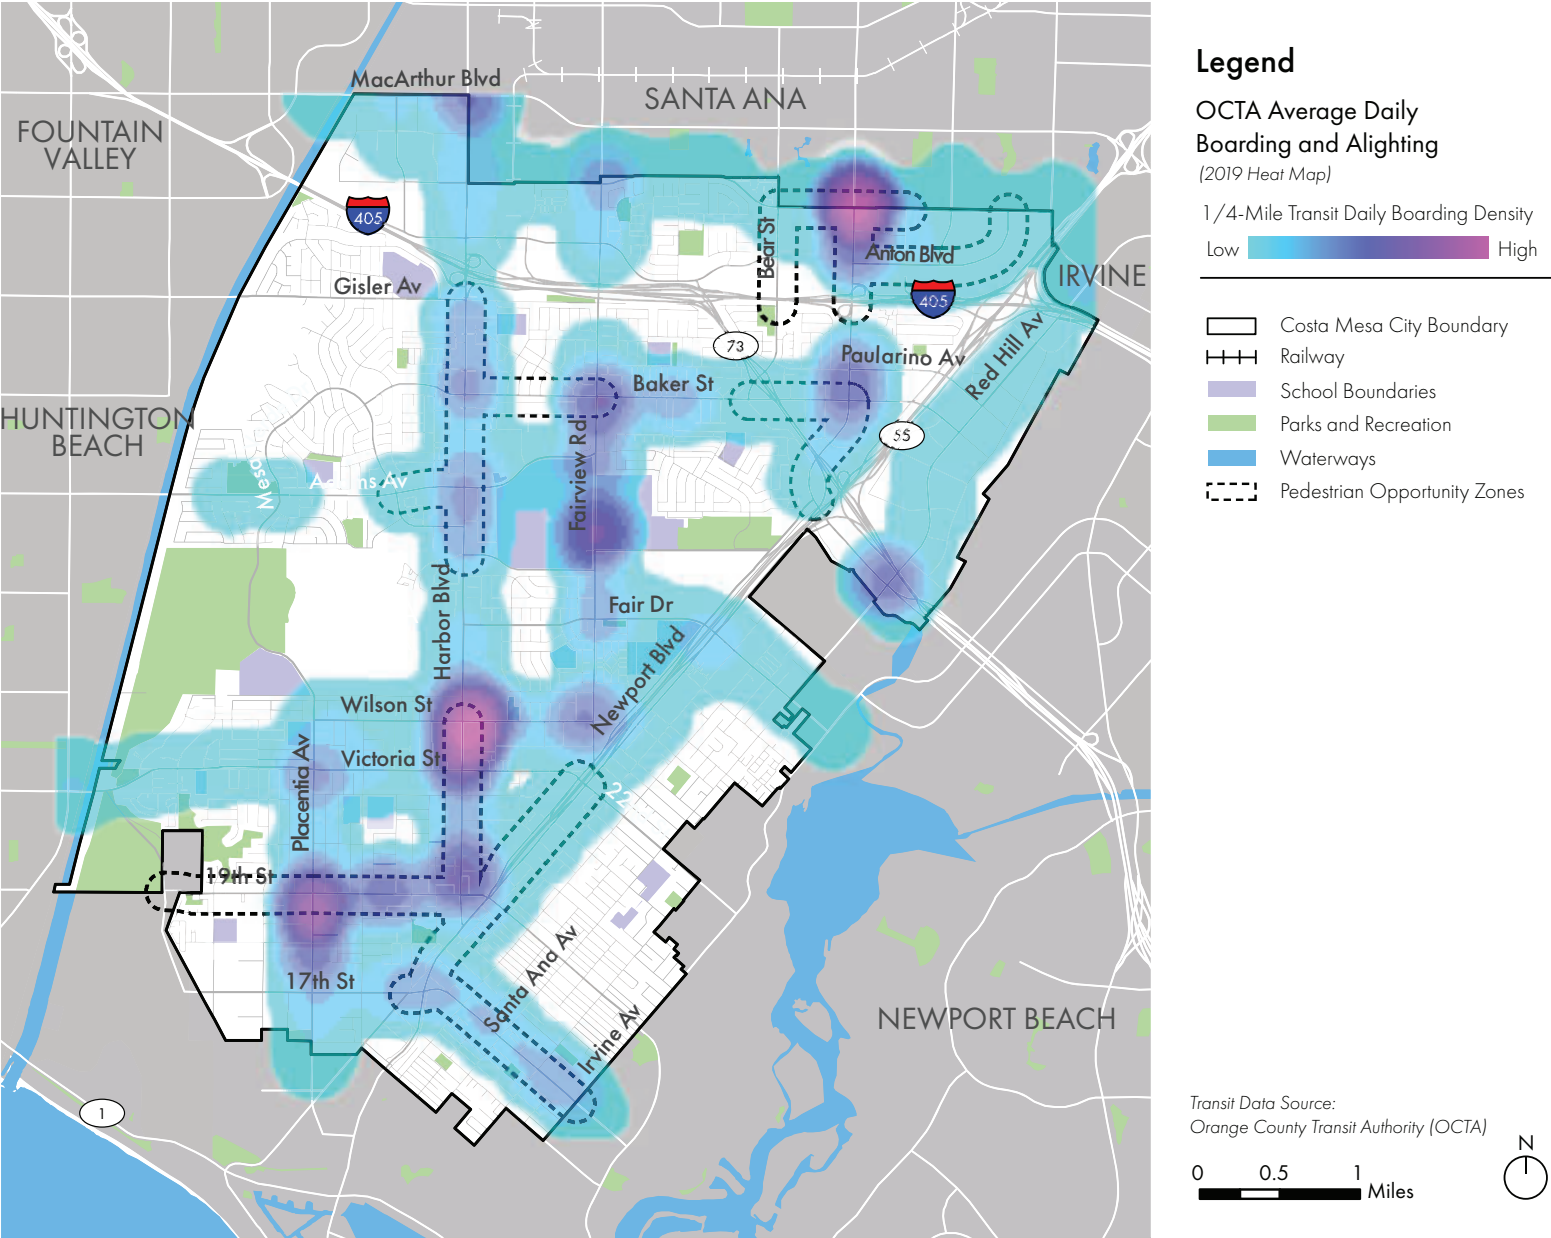 MacArthur Blvd
SANTA ANA
FOUNTAIN
VALLEY
405
Bear St
Anton Blvd
IRVINE
Gisler Av
405
73
Paularino Av
Red Hill Av
Baker St
HUNTINGTON
BEACH
Fairview Rd
55
Mesa
Adams Av
Harbor Blvd
Fair Dr
Newport Blvd
Wilson St
Placentia Av
Victoria St
22
19th St
Santa Ana Av
17th St
Irvine Av
NEWPORT BEACH
1
Legend
OCTA Average Daily
Boarding and Alighting
(2019 Heat Map)
1/4-Mile Transit Daily Boarding Density
Low High
Costa Mesa City Boundary
Railway
School Boundaries
Parks and Recreation
Waterways
Pedestrian Opportunity Zones
Transit Data Source:
Orange County Transit Authority (OCTA)
0 0.5 1
Miles
N